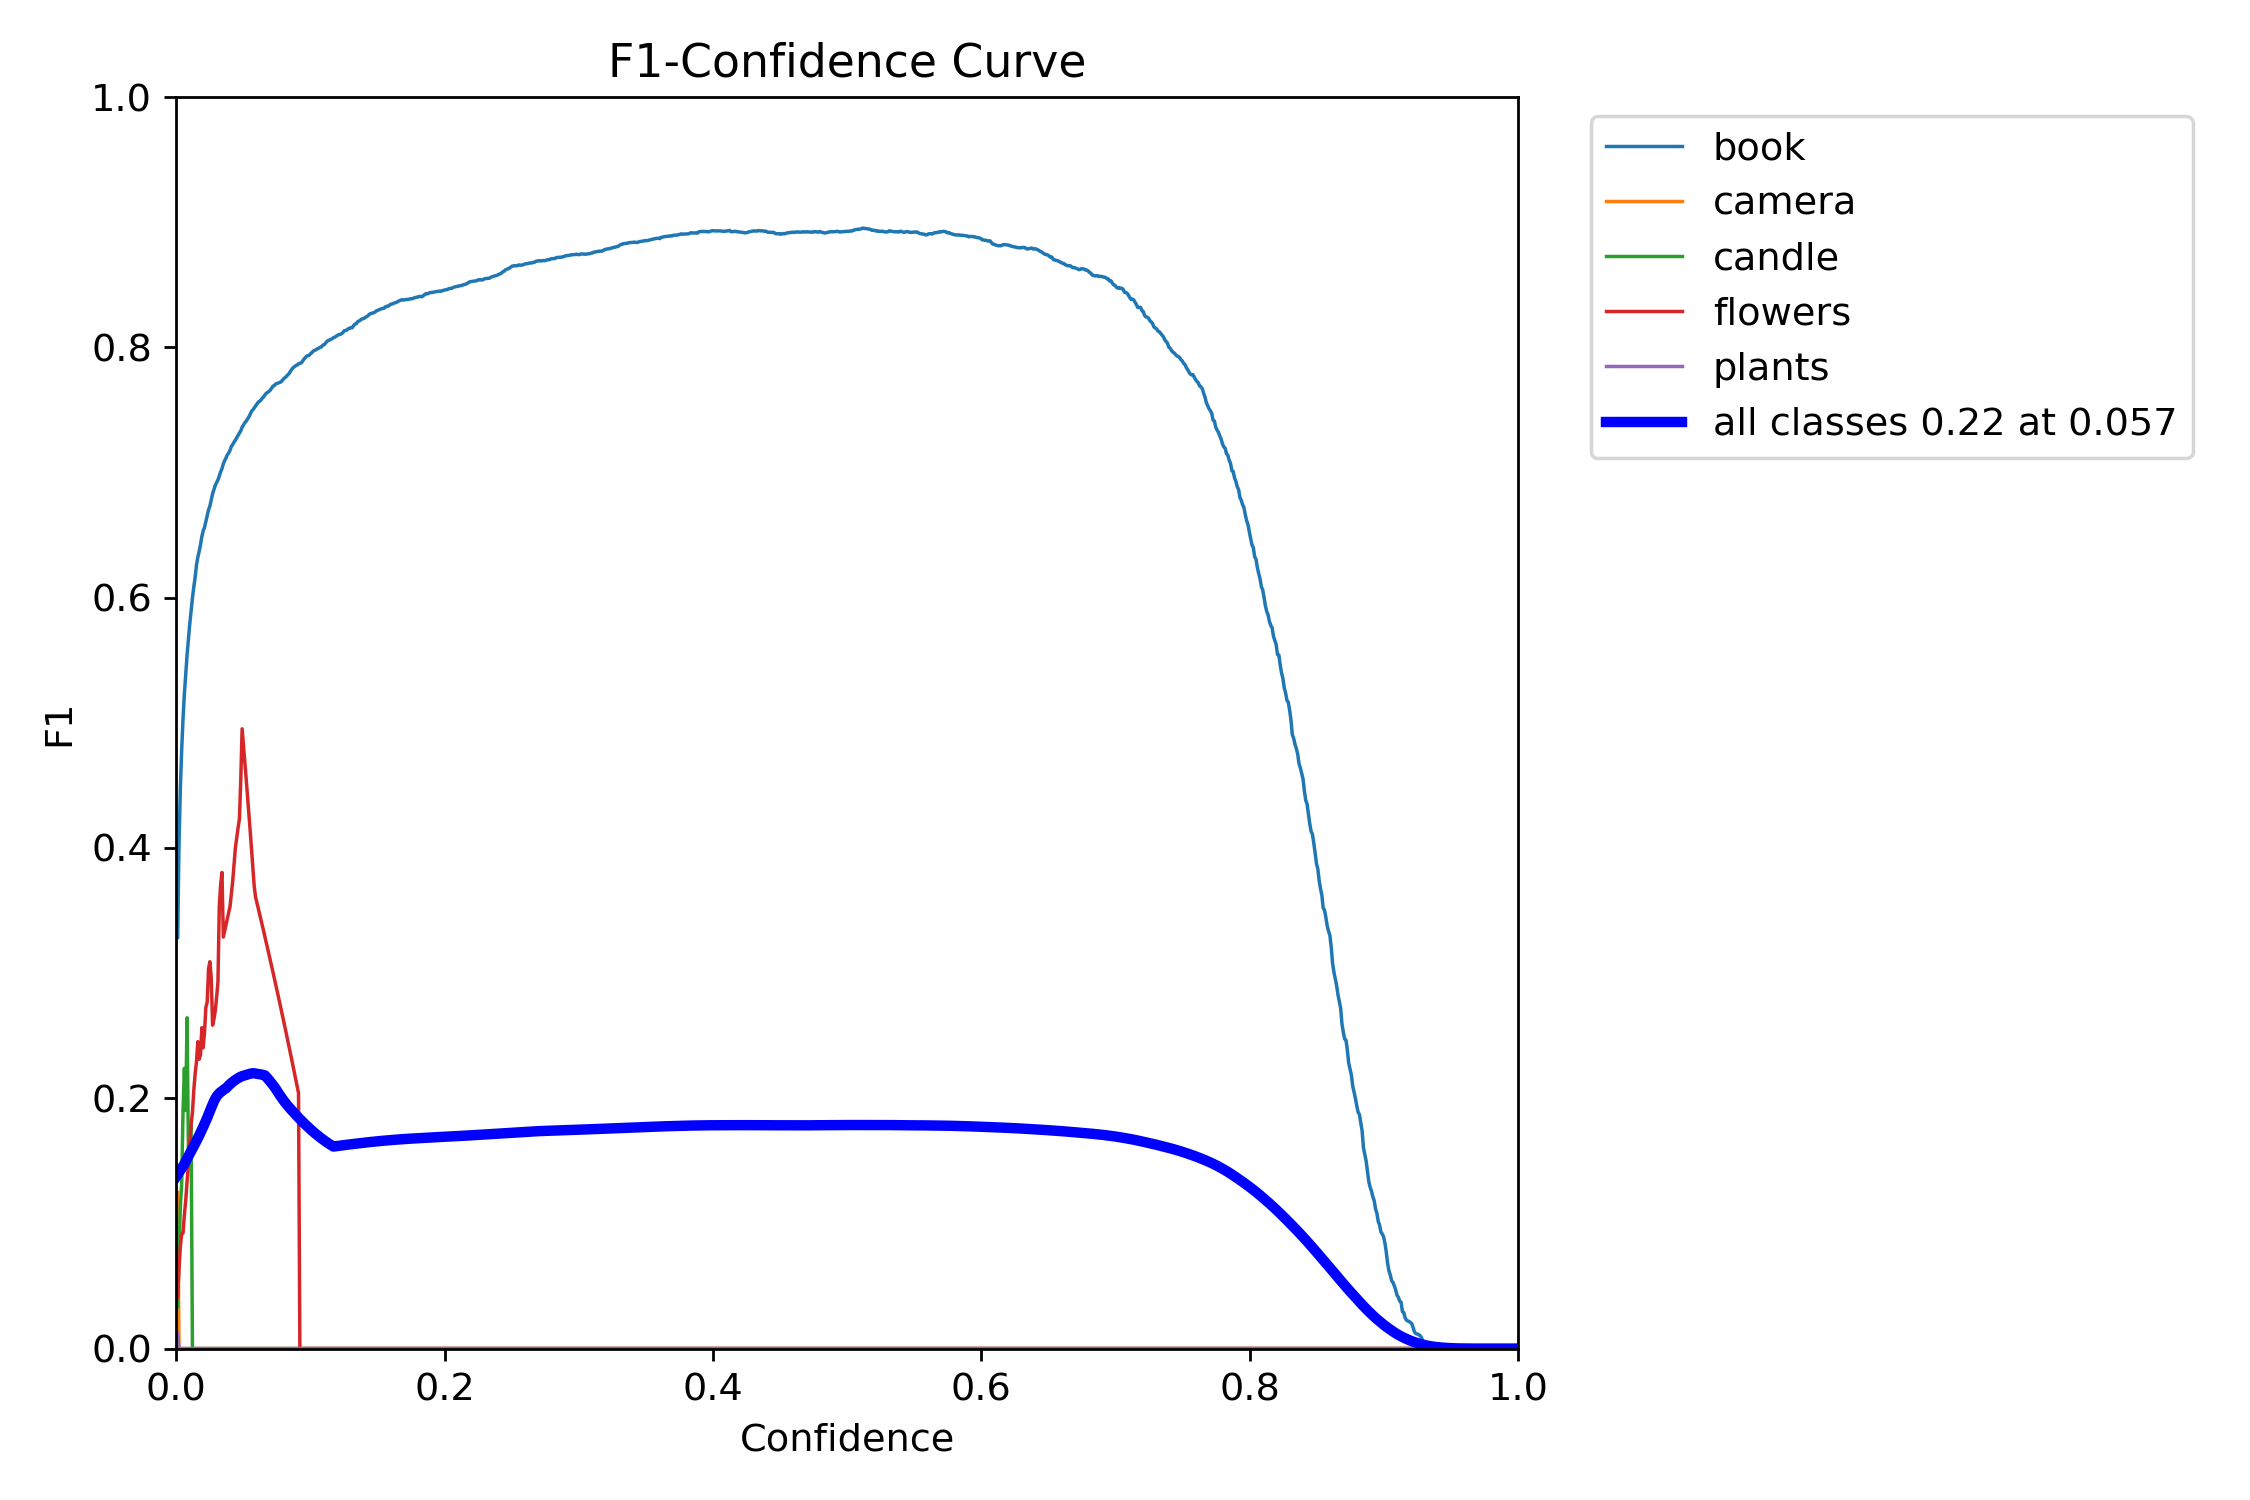 F1-Confidence Curve
1.0
0.8
0.6
0.4
0.2
0.0
F1
0.0 0.2 0.4 0.6 0.8 1.0
Confidence
book
camera
candle
flowers
plants
all classes 0.22 at 0.057